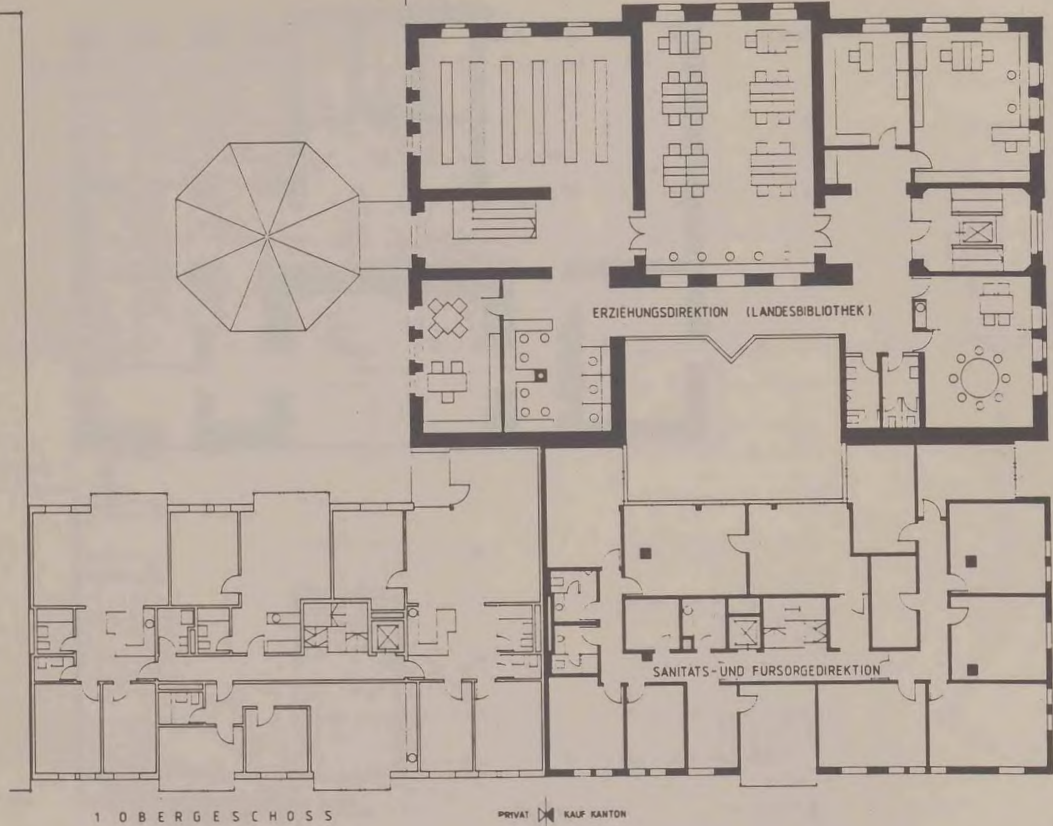 ERZIEHUNGSDIREKTION (LANDESBIBLIOTHEK)
SANITÄTS-UND FÜRSORGEDIREKTION
1 OBERGESCHOSS
PRIVAT KAUF KANTON